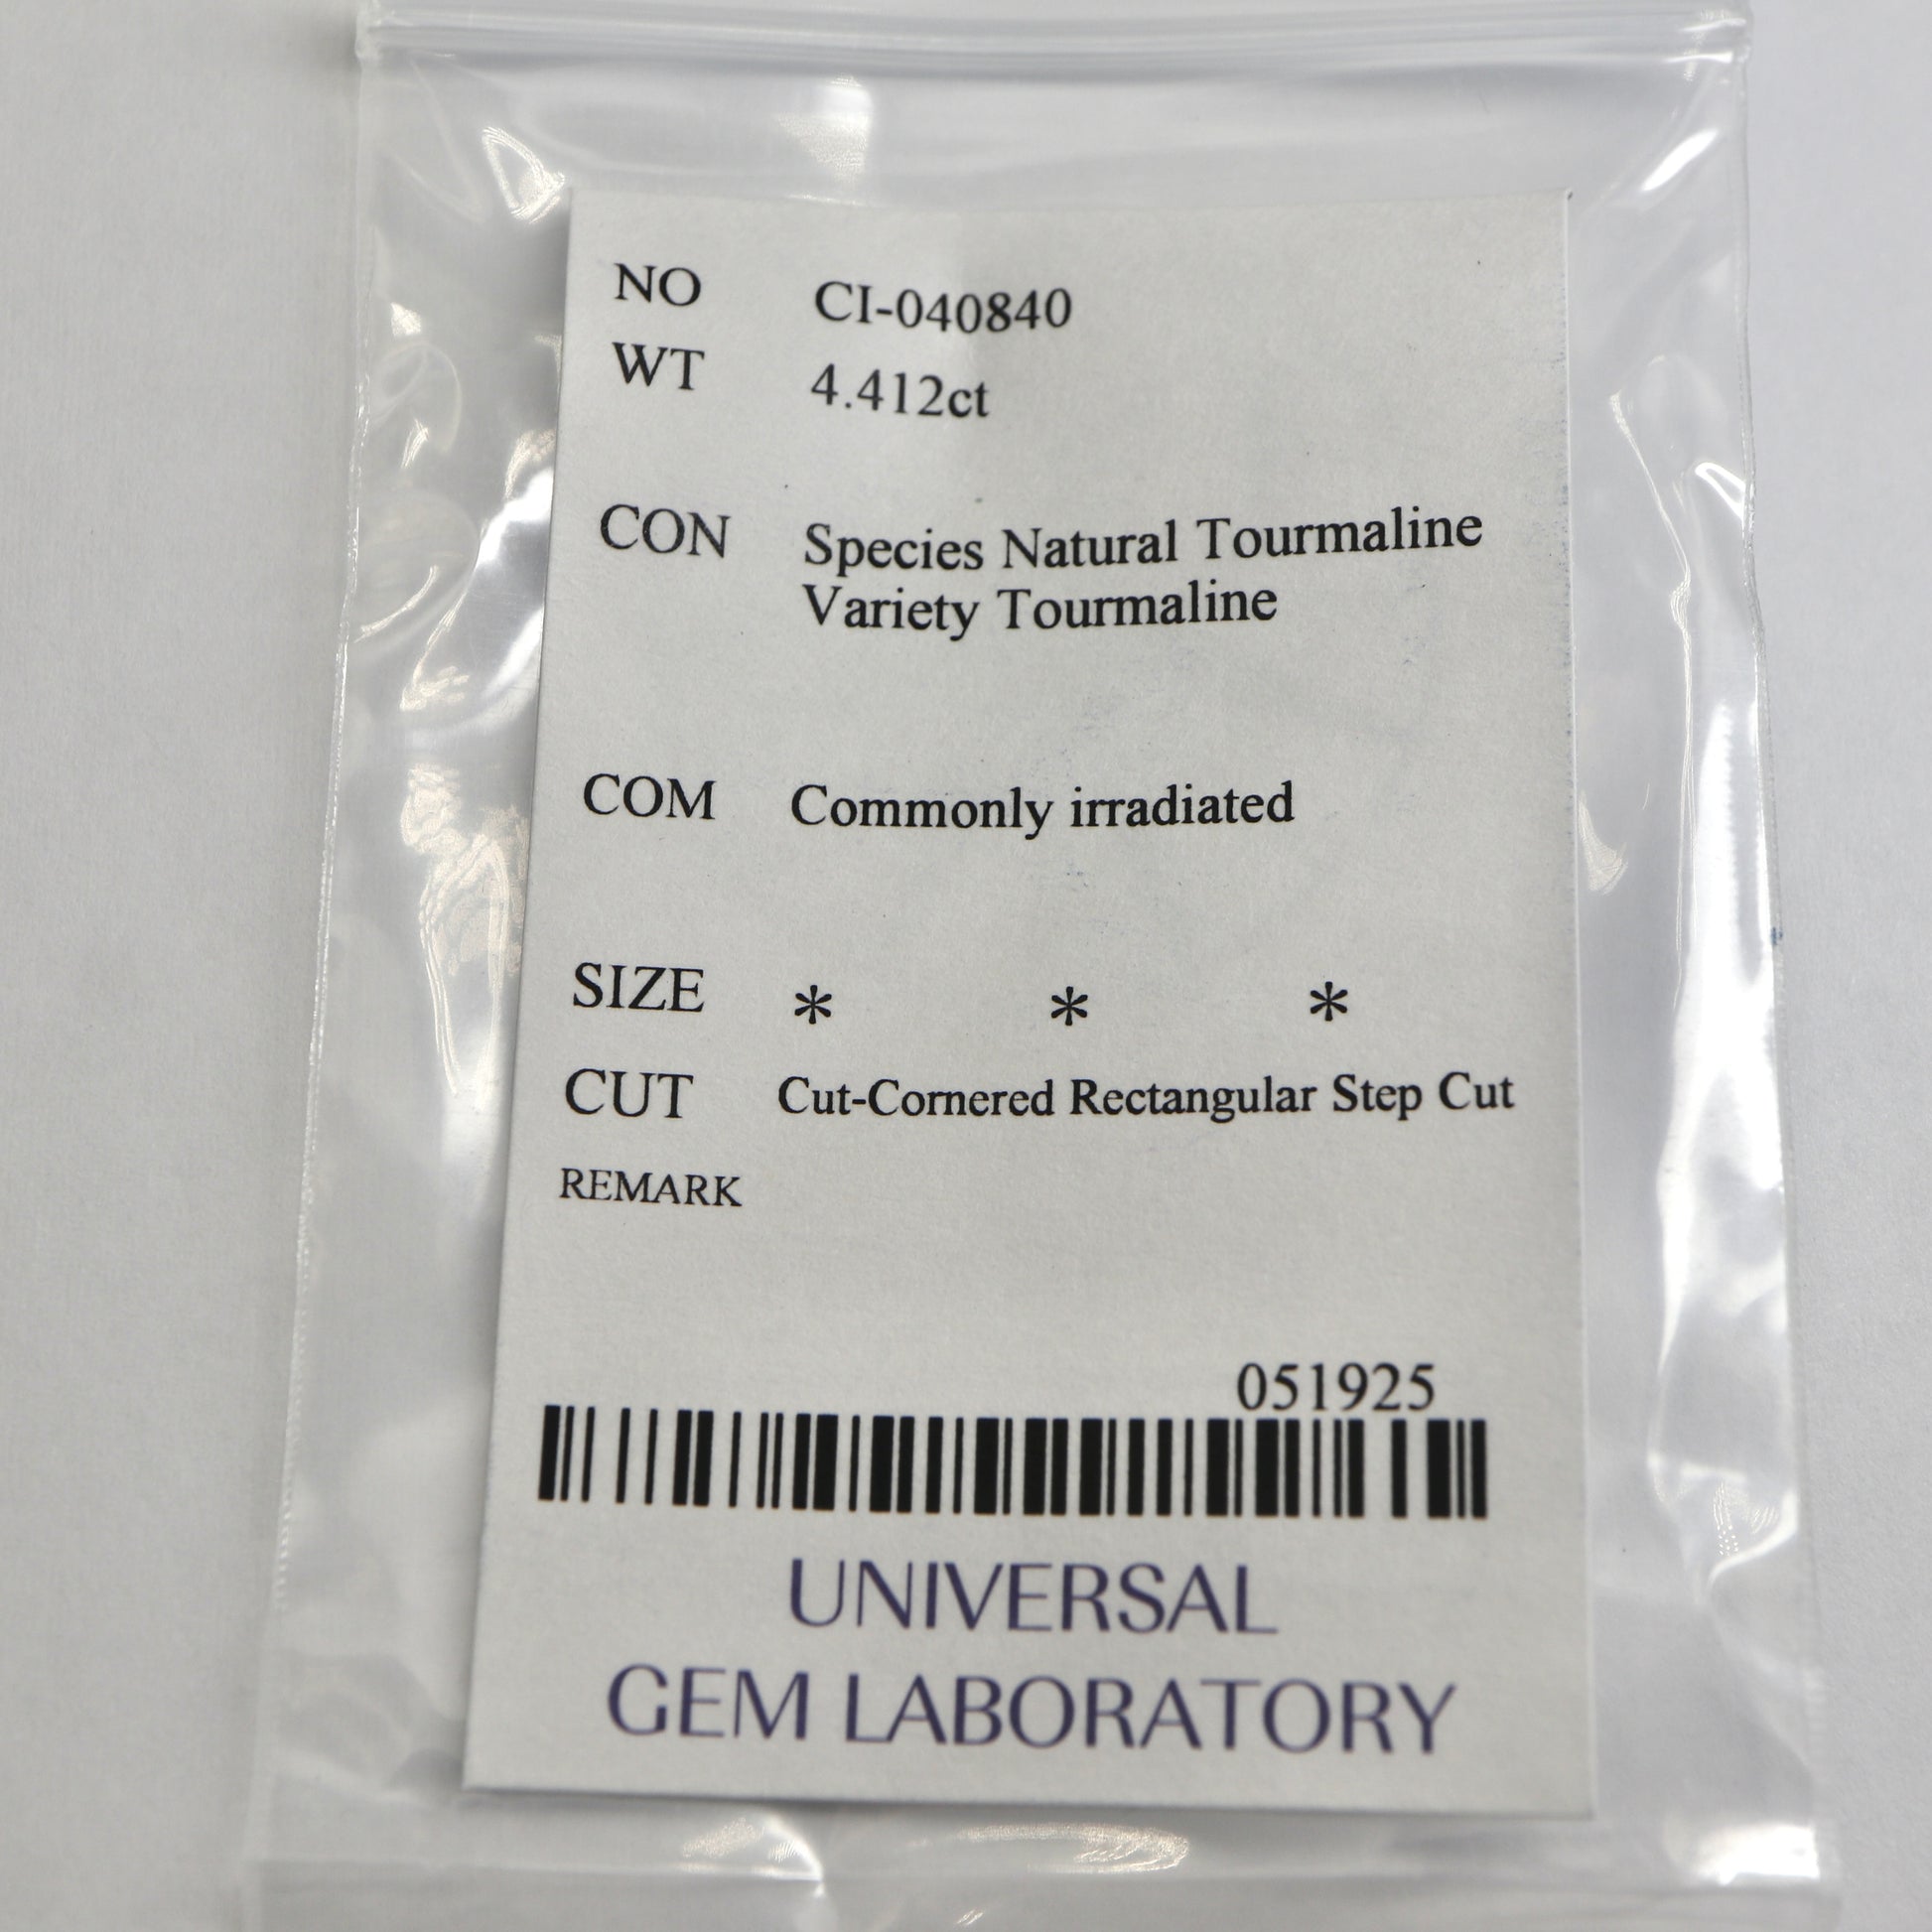 NO CI-040840
WT 4.412ct
CON Species Natural Tourmaline
Variety Tourmaline
COM Commonly irradiated
SIZE * * *
CUT Cut-Cornered Rectangular Step Cut
REMARK
051925
UNIVERSAL
GEM LABORATORY